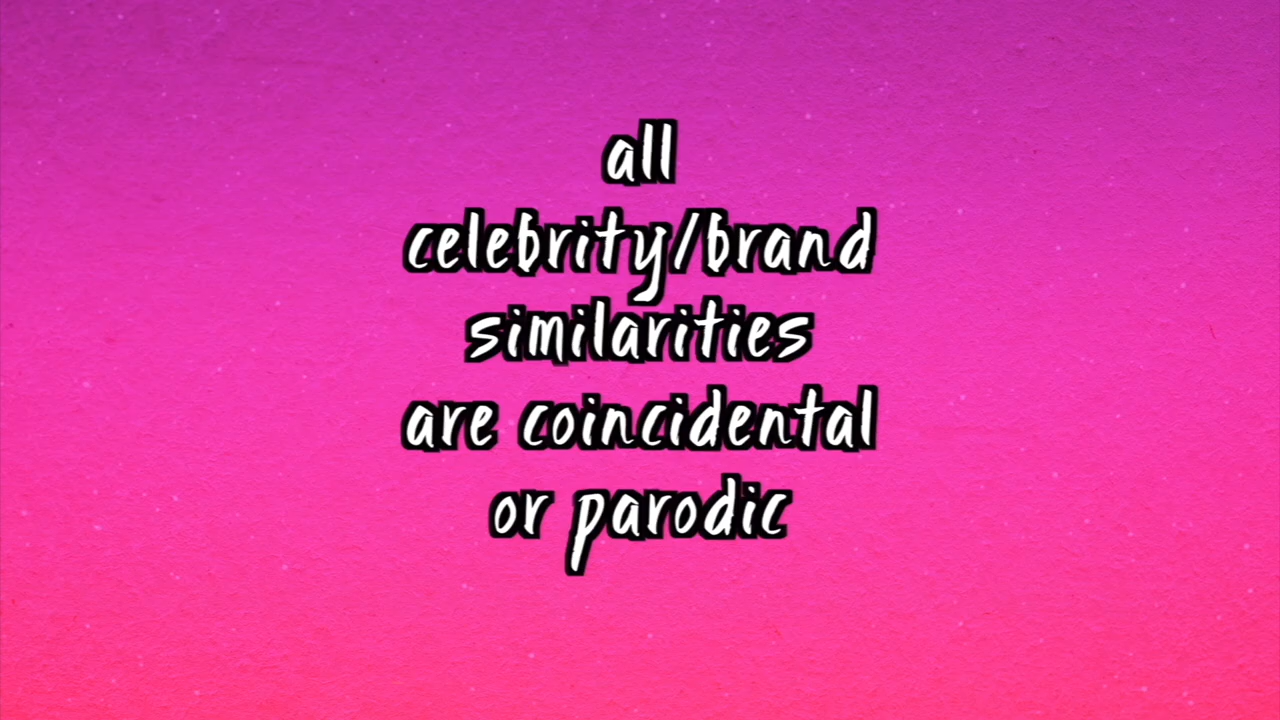 all
celebrity/brand
similarities
are coincidental
or parodic